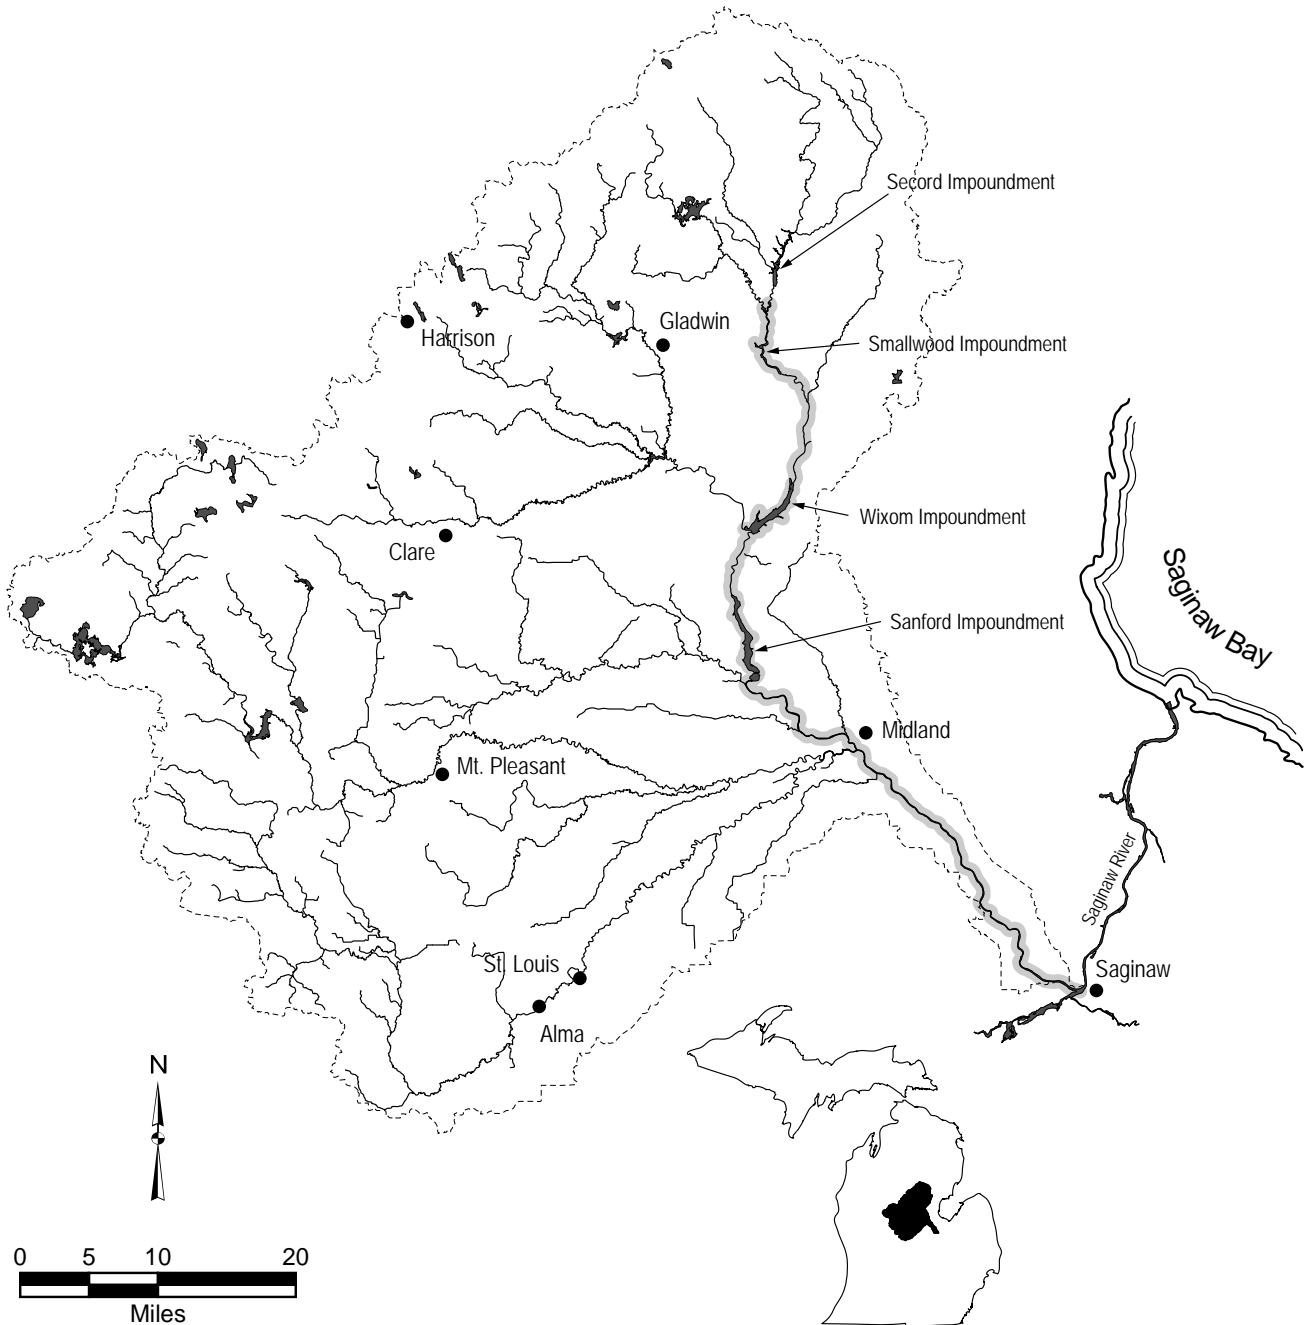 Secord Impoundment
Gladwin
Harrison
Smallwood Impoundment
Wixom Impoundment
Clare
Saginaw Bay
Sanford Impoundment
Midland
Mt. Pleasant
Saginaw River
St. Louis
Saginaw
Alma
N
0 5 10 20
Miles